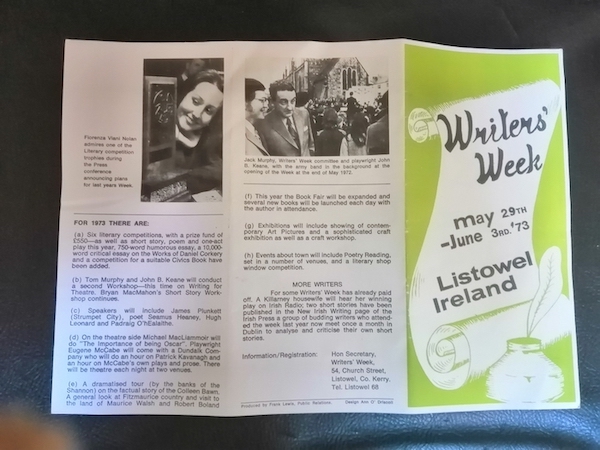 Fiorenza Viani Nolan
admires one of the
Literary competition
trophies during
the Press
conference
announcing plans
for last years Week.
FOR 1973 THERE ARE:
(a) Six literary competitions, with a prize fund of
£550—as well as short story, poem and one-act
play this year, 750-word humorous essay, a 10,000-
word critical essay on the Works of Daniel Corkery
and a competition for a suitable Civics Book have
been added.
(b) Tom Murphy and John B. Keane will conduct
a second Workshop—this time on Writing for
Theatre. Bryan MacMahon's Short Story Work-
shop continues.
(c) Speakers will include James Plunkett
(Strumpet City), poet Seamus Heaney, Hugh
Leonard and Padraig O'hEalaithe.
(d) On the theatre side Michael MacLiammoir will
do "The Importance of being Oscar". Playwright
Eugene McCabe will come with a Dundalk Com-
pany who will do an hour on Patrick Kavanagh and
an hour on McCabe's own plays and prose. There
will be theatre each night at two venues.
(e) A dramatised tour (by the banks of the
Shannon) on the factual story of the Colleen Bawn.
A general look at Fitzmaurice country and visit to
the land of Maurice Walsh and Robert Boland
Jack Murphy, Writers' Week committee and playwright John
B. Keane, with the army band in the background at the
opening of the Week at the end of May 1972.
(f) This year the Book Fair will be expanded and
several new books will be launched each day with
the author in attendance.
(g) Exhibitions will include showing of contem-
porary Art Pictures and a sophisticated craft
exhibition as well as a craft workshop.
(h) Events about town will include Poetry Reading,
set in a number of venues, and a literary shop
window competition.
MORE WRITERS
For some Writers' Week has already paid
off. A Killarney housewife will hear her winning
play on Irish Radio; two short stories have been
published in the New Irish Writing page of the
Irish Press a group of budding writers who attend-
ed the week last year now meet once a month in
Dublin to analyse and criticise their own short
stories.
Information/Registration: Hon Secretary,
Writers' Week,
54, Church Street,
Listowel, Co. Kerry.
Tel. Listowel 68
Produced by Frank Lewis, Public Relations. Design Ann
Writers'
Week
may 29TH
-June 3RD.'73
Listowel
Ireland